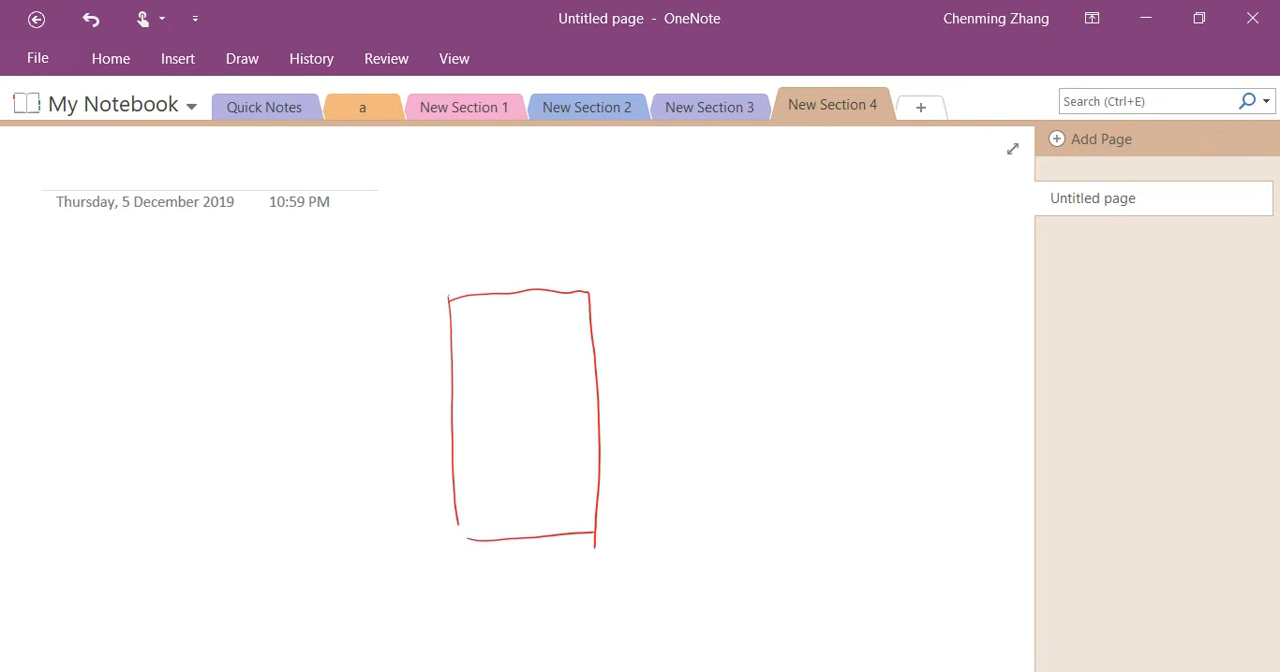 Untitled page - OneNote
Chenming Zhang
File Home Insert Draw History Review View
My Notebook Quick Notes a New Section 1 New Section 2 New Section 3 New Section 4 +
Search (Ctrl+E)
Add Page
Untitled page
Thursday, 5 December 2019 10:59 PM